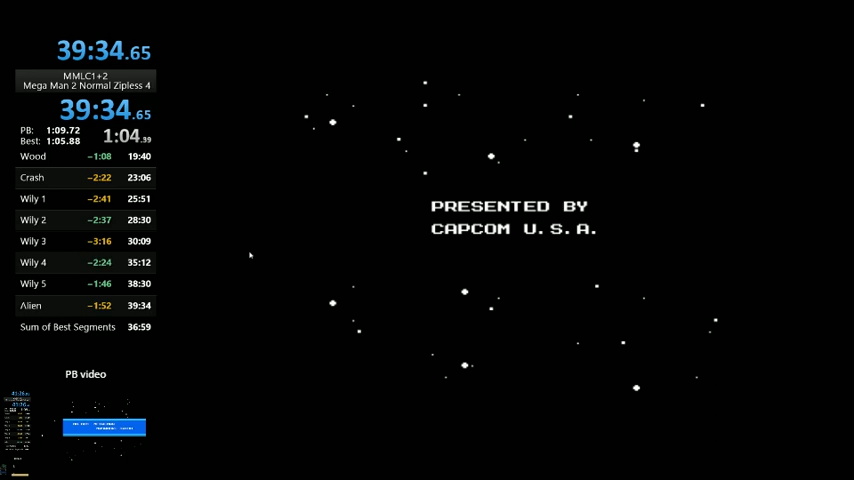 39:34.65
MMLC1+2
Mega Man 2 Normal Zipless 4
39:34.65
PB: 1:09.72
Best: 1:05.88
1:04.39
Wood -1:08 19:40
Crash -2:22 23:06
Wily 1 -2:41 25:51
Wily 2 -2:37 28:30
Wily 3 -3:16 30:09
Wily 4 -2:24 35:12
Wily 5 -1:46 38:30
Alien -1:52 39:34
Sum of Best Segments 36:59
PRESENTED BY
CAPCOM U.S.A.
PB video